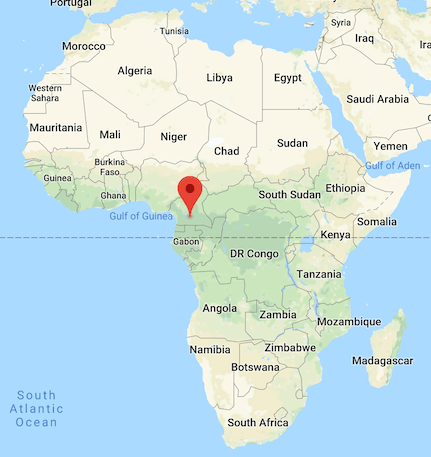 Portugal
Tunisia
Syria
Iraq
Morocco
Algeria
Libya
Egypt
Western
Sahara
Saudi Arabia
Mauritania
Mali
Niger
Chad
Sudan
Yemen
Burkina
Faso
Gulf of Aden
Guinea
Ghana
Ethiopia
South Sudan
Gulf of Guinea
Somalia
Kenya
Gabon
DR Congo
Tanzania
Angola
Zambia
Mozambique
Namibia
Zimbabwe
Madagascar
Botswana
South
Atlantic
Ocean
South Africa